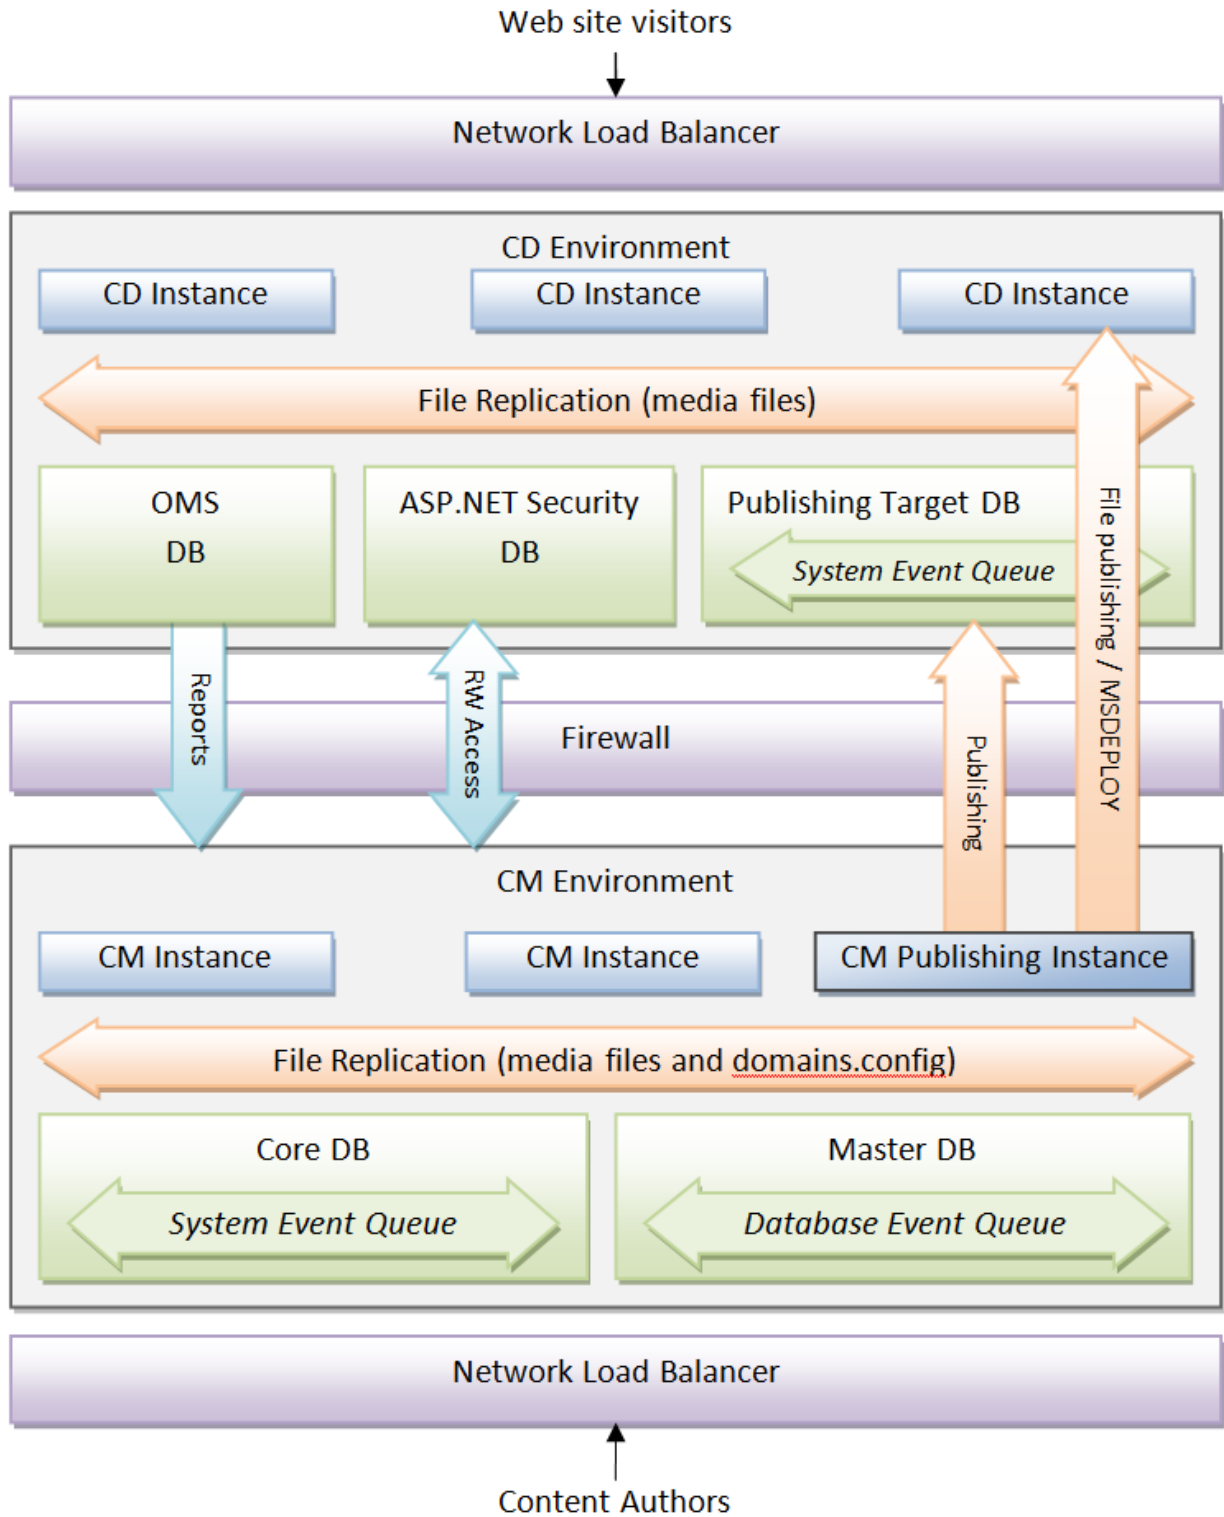 Web site visitors
Network Load Balancer
CD Environment
CD Instance
CD Instance
CD Instance
File Replication (media files)
OMS
DB
ASP.NET Security
DB
Publishing Target DB
System Event Queue
File publishing / MSDEPLOY
Reports
RW Access
Publishing
Firewall
CM Environment
CM Instance
CM Instance
CM Publishing Instance
File Replication (media files and domains.config)
Core DB
System Event Queue
Master DB
Database Event Queue
Network Load Balancer
Content Authors